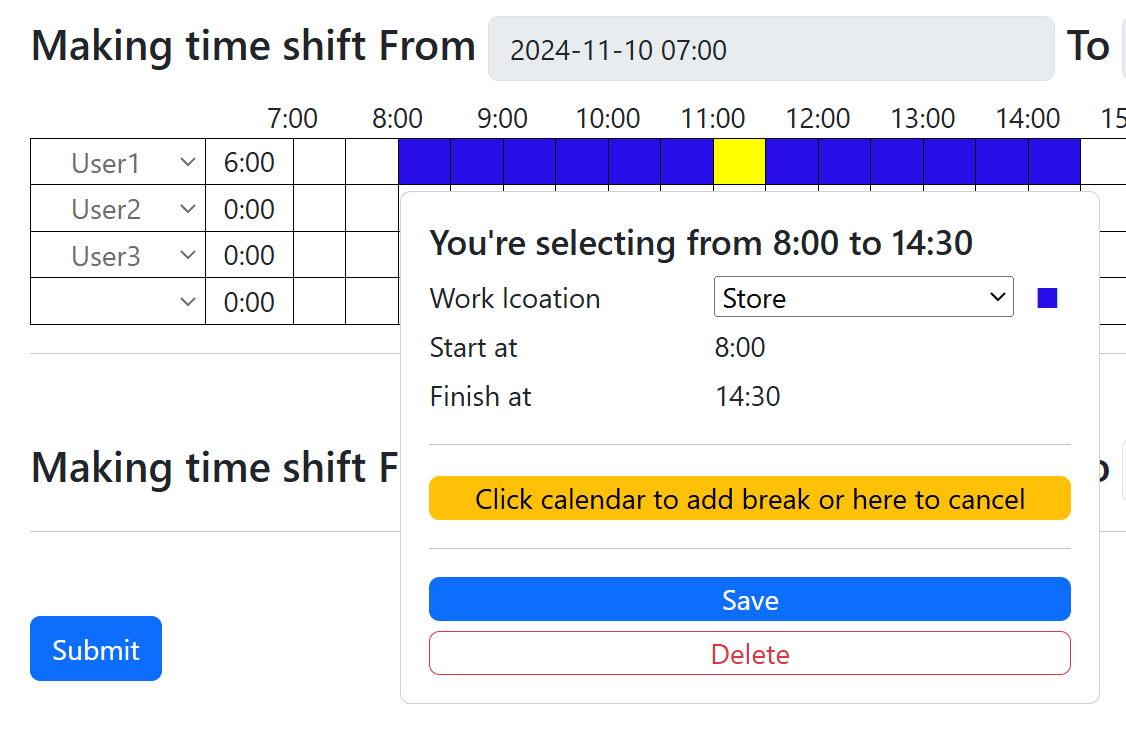 Making time shift From 2024-11-10 07:00 To
7:00 8:00 9:00 10:00 11:00 12:00 13:00 14:00 15
User1 6:00
User2 0:00
User3 0:00
0:00
You're selecting from 8:00 to 14:30
Work lcoation Store
Start at 8:00
Finish at 14:30
Making time shift F
Click calendar to add break or here to cancel
Save
Submit
Delete